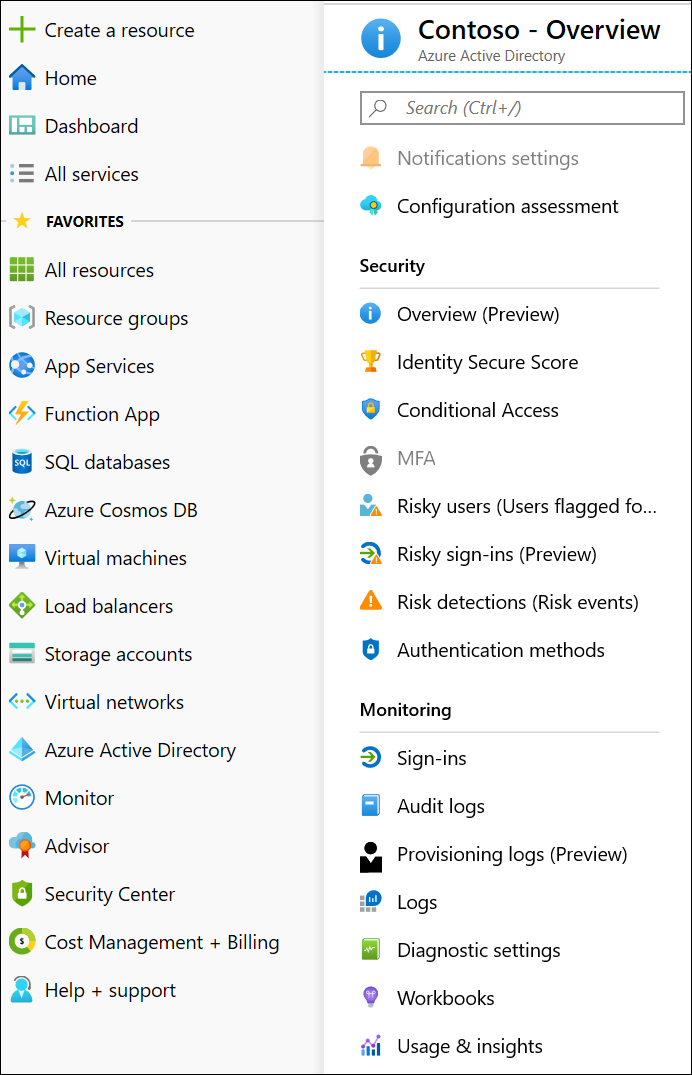 Create a resource
Home
Dashboard
All services
FAVORITES
All resources
Resource groups
App Services
Function App
SQL databases
SQL
Azure Cosmos DB
Virtual machines
Load balancers
Storage accounts
Virtual networks
Azure Active Directory
Monitor
Advisor
Security Center
Cost Management + Billing
Help + support
Contoso - Overview
Azure Active Directory
Search (Ctrl+/)
Notifications settings
Configuration assessment
Security
Overview (Preview)
Identity Secure Score
Conditional Access
MFA
Risky users (Users flagged fo...
Risky sign-ins (Preview)
Risk detections (Risk events)
Authentication methods
Monitoring
Sign-ins
Audit logs
Provisioning logs (Preview)
Logs
Diagnostic settings
Workbooks
Usage & insights